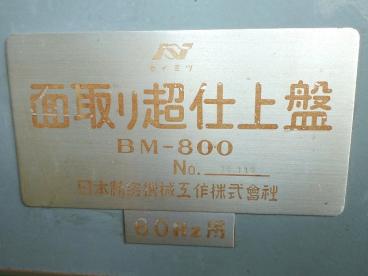 セイミツ
面取り超仕上盤
BM-800
No.
日本精密機械工作株式會社
60Hz用